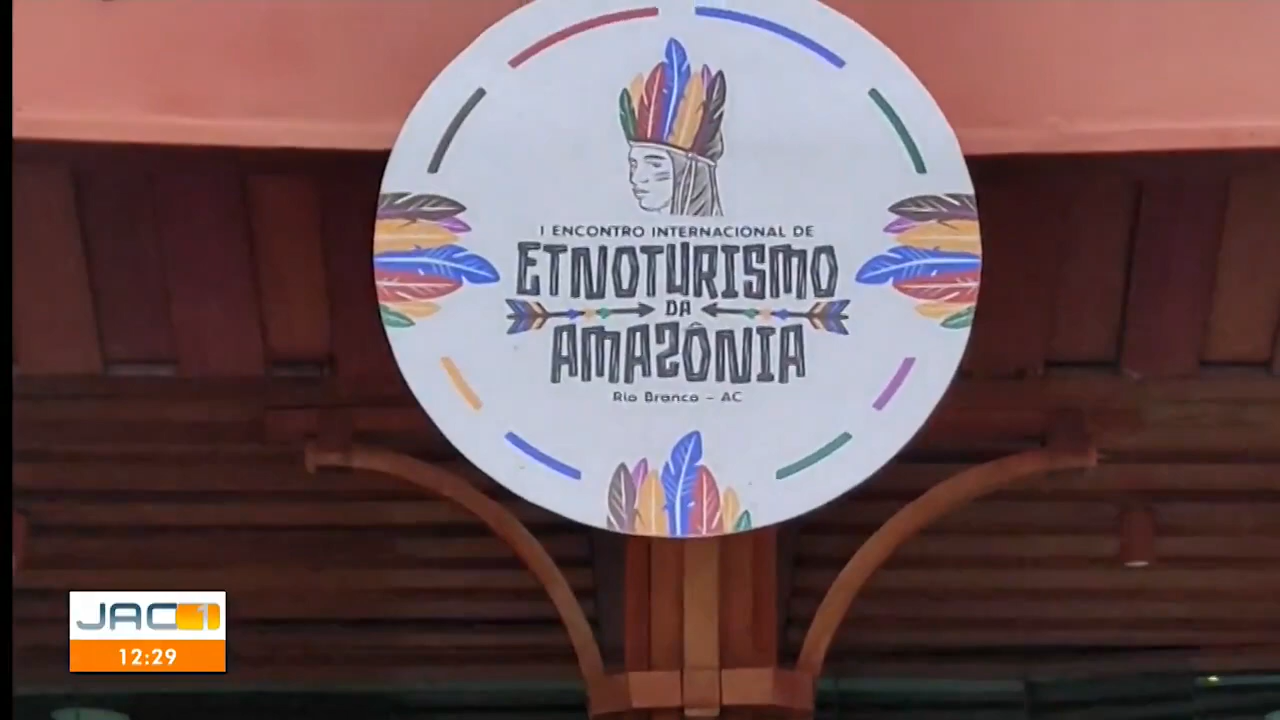 I ENCONTRO INTERNACIONAL DE
ETNOTURISMO
DA
AMAZÔNIA
Rio Branco - AC
JAC 1
12:29